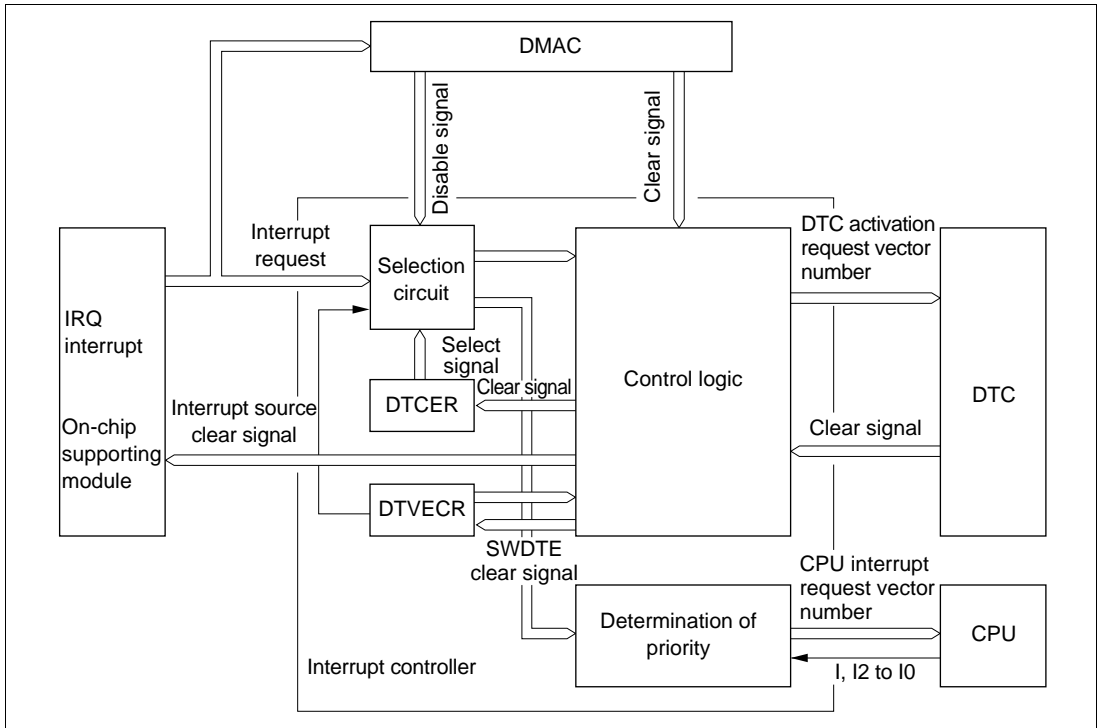 DMAC
Disable signal
Clear signal
Interrupt
request
Selection
circuit
DTC activation
request vector
number
IRQ
interrupt
On-chip
supporting
module
Select
signal
DTCER
Clear signal
Control logic
DTC
Interrupt source
clear signal
Clear signal
DTVECR
SWDTE
clear signal
CPU interrupt
request vector
number
Determination of
priority
CPU
I, I2 to I0
Interrupt controller